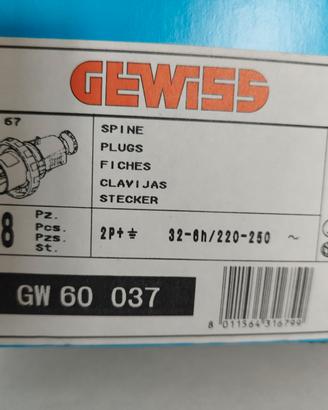 GEWISS
67
SPINE
PLUGS
FICHES
CLAVIJAS
STECKER
8 Pz.
Pcs.
Pzs.
St.
2P+⏚ 32-6h/220-250 ~
GW 60 037
8 011564 316799